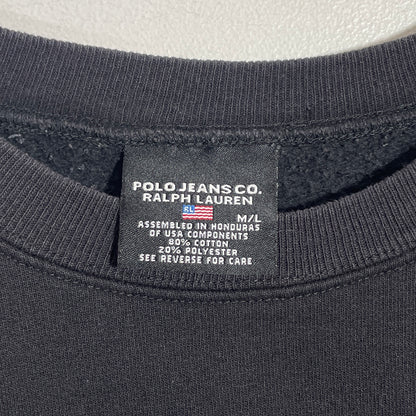 POLO JEANS CO.
RALPH LAUREN
RL
M/L
ASSEMBLED IN HONDURAS
OF USA COMPONENTS
80% COTTON
20% POLYESTER
SEE REVERSE FOR CARE